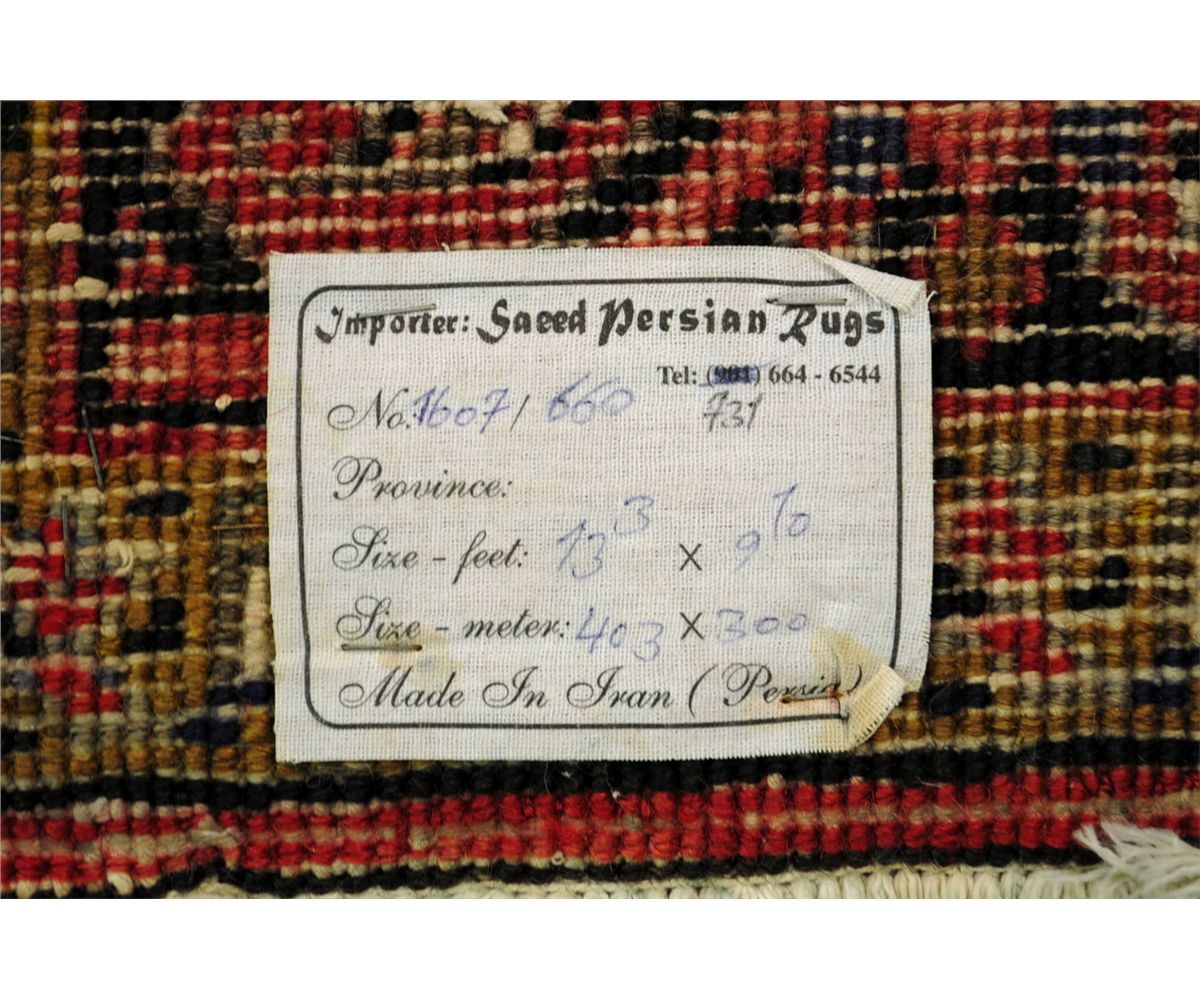 Importer: Saeed Persian Rugs
Tel: (901) 664 - 6544
No. 1607 / 660 731
Province:
Size - feet: 13 3 X 9 10
Size - meter: 403 X 300
Made In Iran (Persia)